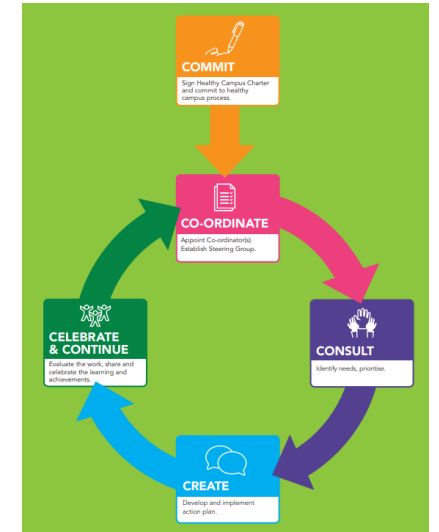 COMMIT
Sign Healthy Campus Charter
and commit to healthy
campus process.
CO-ORDINATE
Appoint Co-ordinator(s).
Establish Steering Group.
CONSULT
Identify needs, prioritise.
CREATE
Develop and implement
action plan.
CELEBRATE
& CONTINUE
Evaluate the work, share and
celebrate the learning and
achievements.